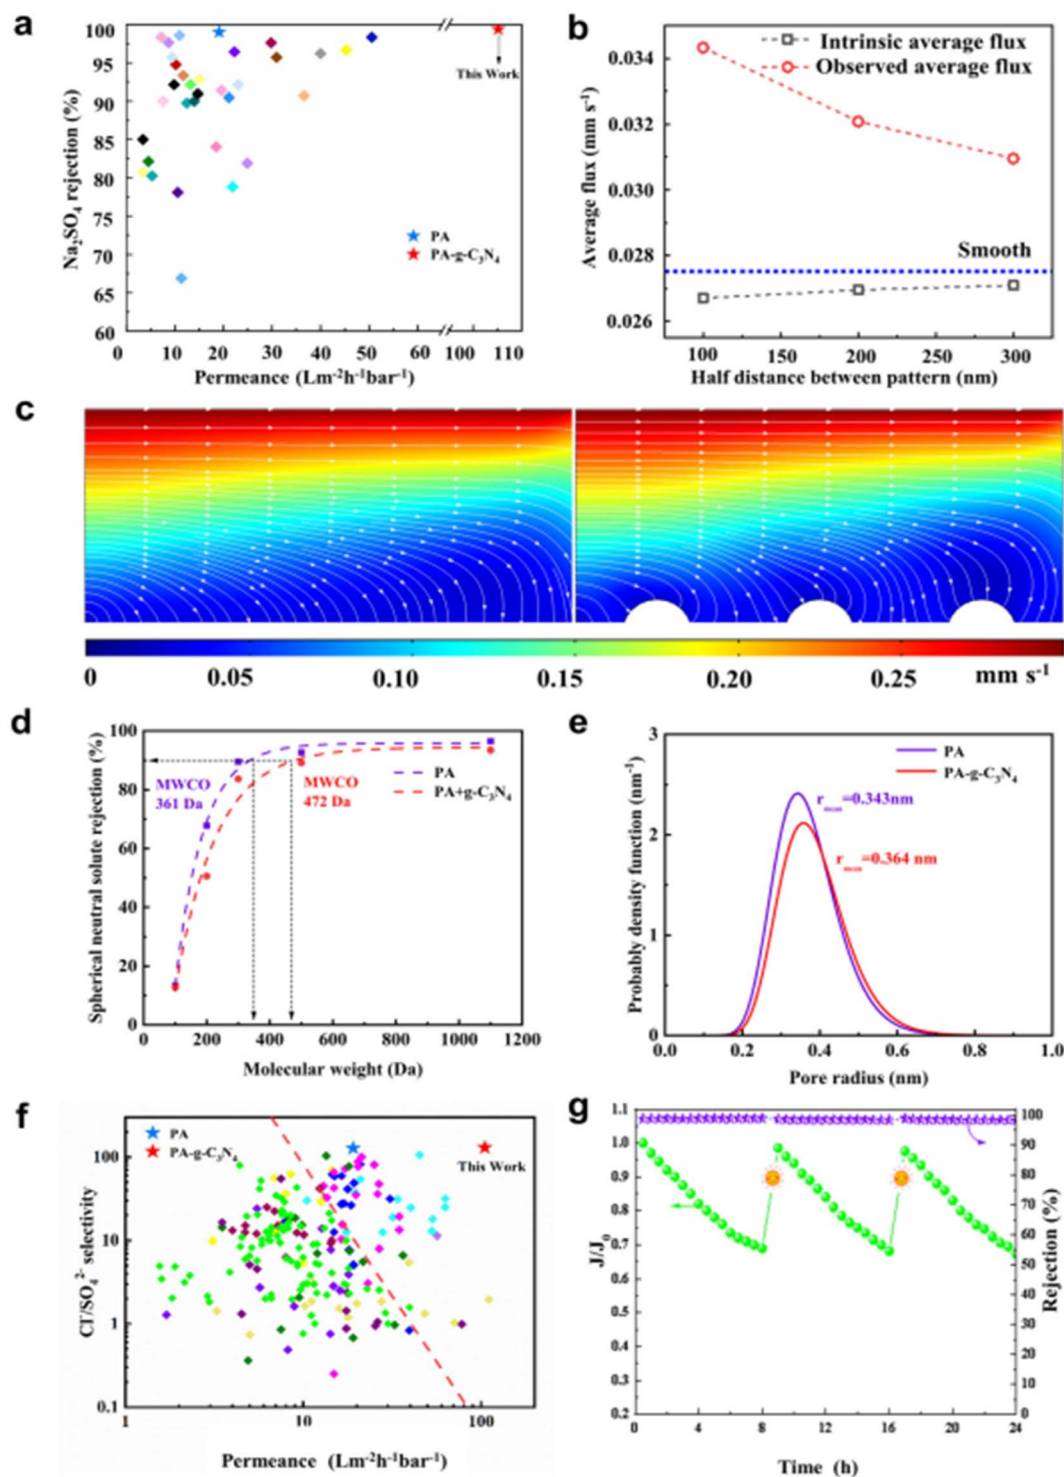 a
100
95
90
85
80
75
70
65
60
Na₂SO₄ rejection (%)
This Work
PA
PA-g-C₃N₄
0 10 20 30 40 50 60 100 110
Permeance (Lm⁻²h⁻¹bar⁻¹)
b
0.034
0.032
0.030
0.028
0.026
Average flux (mm s⁻¹)
Intrinsic average flux
Observed average flux
Smooth
100 150 200 250 300
Half distance between pattern (nm)
c
0 0.05 0.10 0.15 0.20 0.25 mm s⁻¹
d
100
80
60
40
20
0
Spherical neutral solute rejection (%)
MWCO
361 Da
MWCO
472 Da
PA
PA+g-C₃N₄
0 200 400 600 800 1000 1200
Molecular weight (Da)
e
3
2
1
0
Probably density function (nm⁻¹)
PA
PA-g-C₃N₄
rₘₑₐₙ=0.343nm
rₘₑₐₙ=0.364 nm
0.0 0.2 0.4 0.6 0.8 1.0
Pore radius (nm)
f
100
10
1
0.1
Cl⁻/SO₄²⁻ selectivity
PA
PA-g-C₃N₄
This Work
1 10 100
Permeance (Lm⁻²h⁻¹bar⁻¹)
g
1.1
1.0
0.9
0.8
0.7
0.6
0.5
0.4
0.3
0.2
J/J₀
100
90
80
70
60
50
40
30
20
10
0
Rejection (%)
0 4 8 12 16 20 24
Time (h)